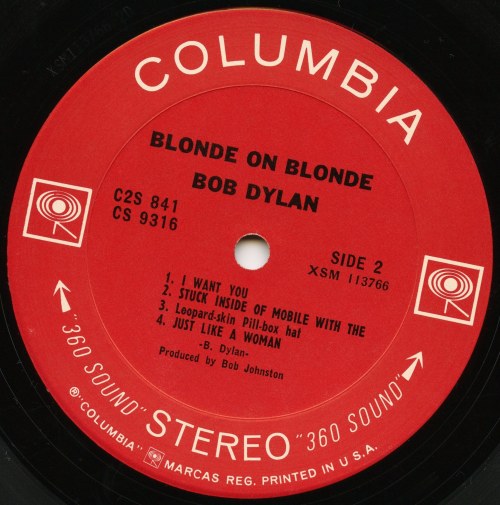 COLUMBIA
BLONDE ON BLONDE
BOB DYLAN
C2S 841
CS 9316
SIDE 2
XSM 113766
1. I WANT YOU
2. STUCK INSIDE OF MOBILE WITH THE
3. Leopard-skin Pill-box haf
4. JUST LIKE A WOMAN
-B. Dylan-
Produced by Bob Johnston
"360 SOUND" STEREO "360 SOUND"
℗"COLUMBIA" MARCAS REG. PRINTED IN U.S.A.